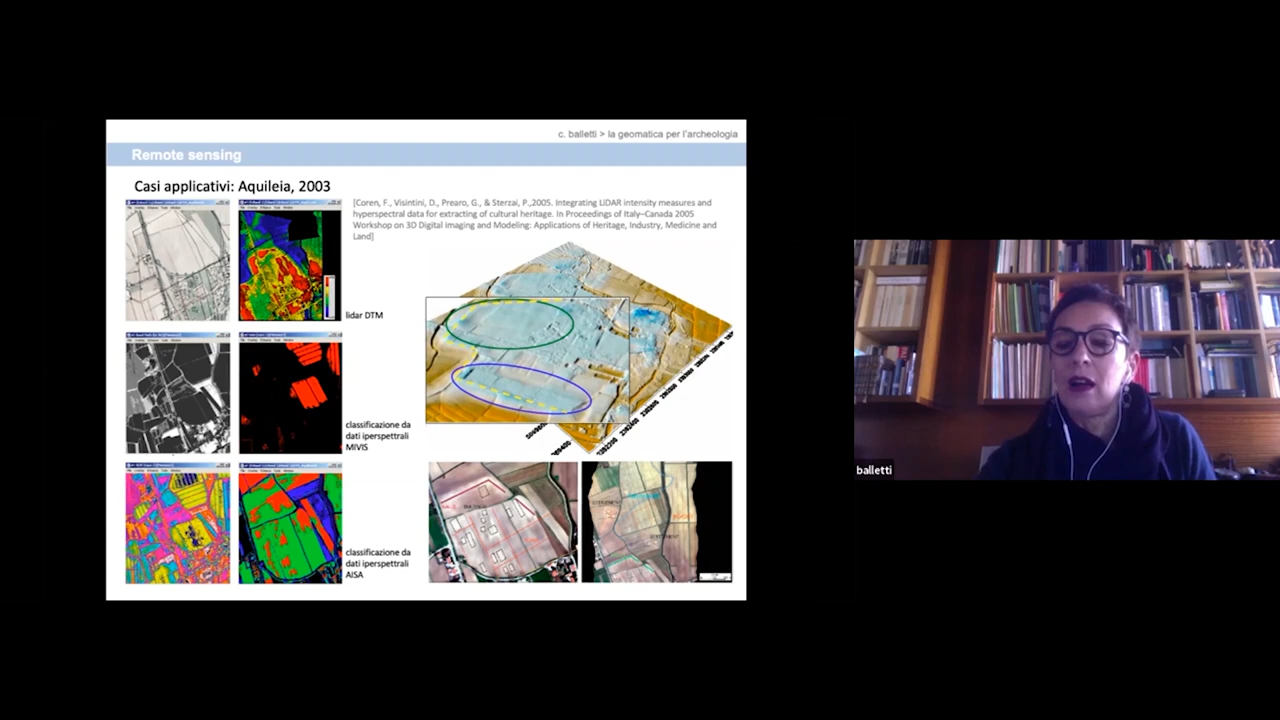 c. balletti > la geomatica per l'archeologia
Remote sensing
Casi applicativi: Aquileia, 2003
[Coren, F., Visintini, D., Prearo, G., & Sterzai, P.,2005. Integrating LiDAR intensity measures and
hyperspectral data for extracting of cultural heritage. In Proceedings of Italy–Canada 2005
Workshop on 3D Digital imaging and Modeling: Applications of Heritage, Industry, Medicine and
Land]
lidar DTM
classificazione da
dati iperspettrali
MIVIS
classificazione da
dati iperspettrali
AISA
balletti